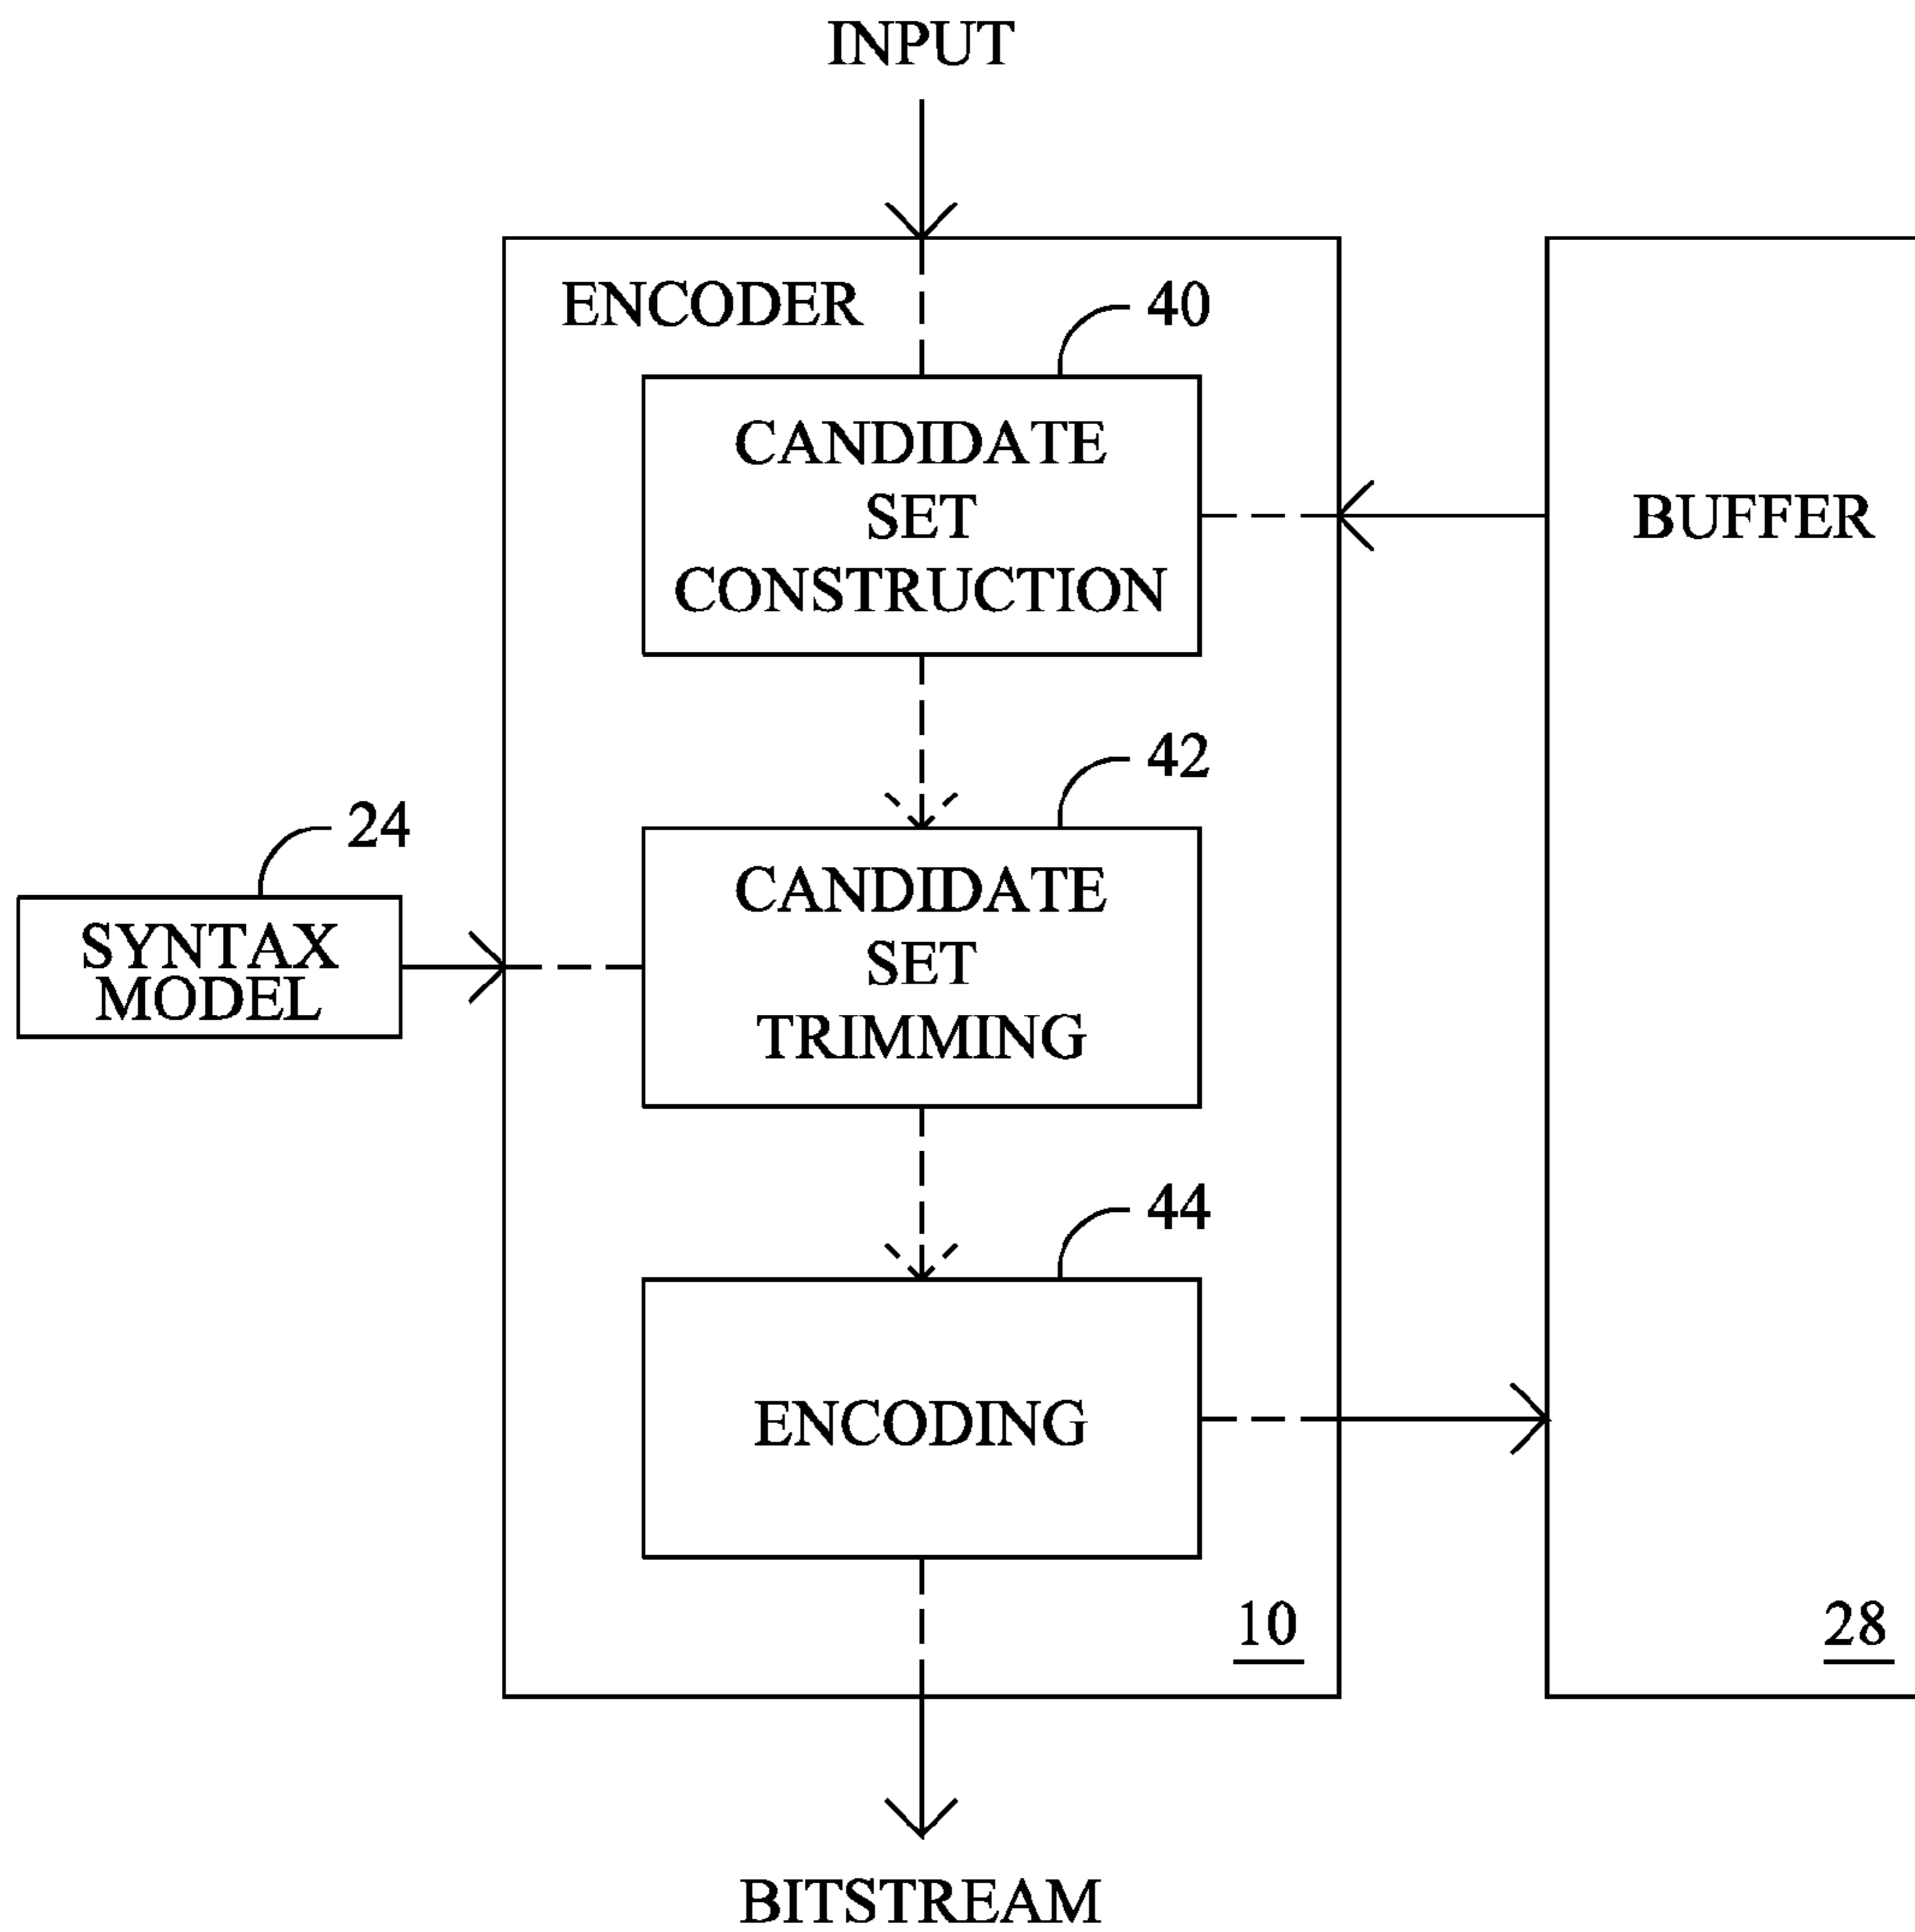 INPUT
ENCODER
40
CANDIDATE
SET
CONSTRUCTION
BUFFER
42
24
SYNTAX
MODEL
CANDIDATE
SET
TRIMMING
44
ENCODING
10
28
BITSTREAM